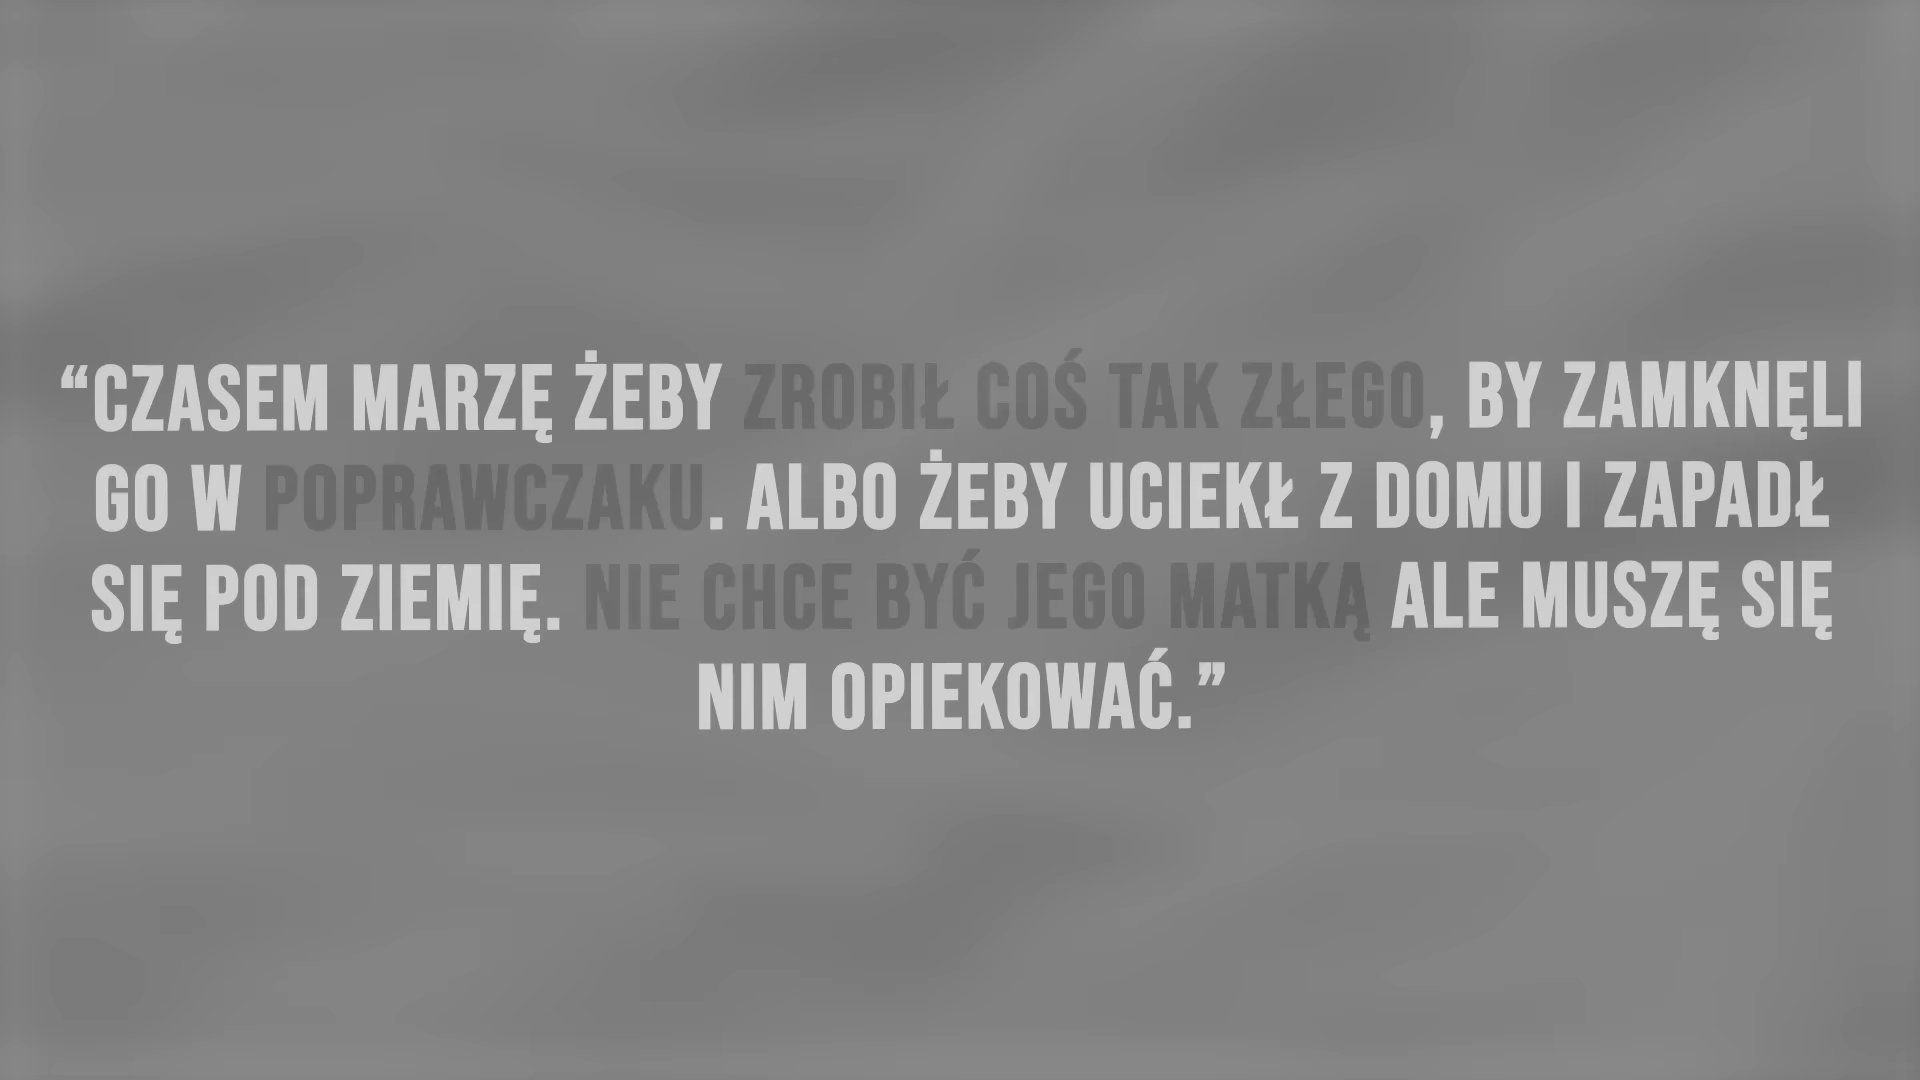 “CZASEM MARZĘ ŻEBY ZROBIŁ COŚ TAK ZŁEGO, BY ZAMKNĘLI
GO W POPRAWCZAKU. ALBO ŻEBY UCIEKŁ Z DOMU I ZAPADŁ
SIĘ POD ZIEMIĘ. NIE CHCE BYĆ JEGO MATKĄ ALE MUSZĘ SIĘ
NIM OPIEKOWAĆ.”